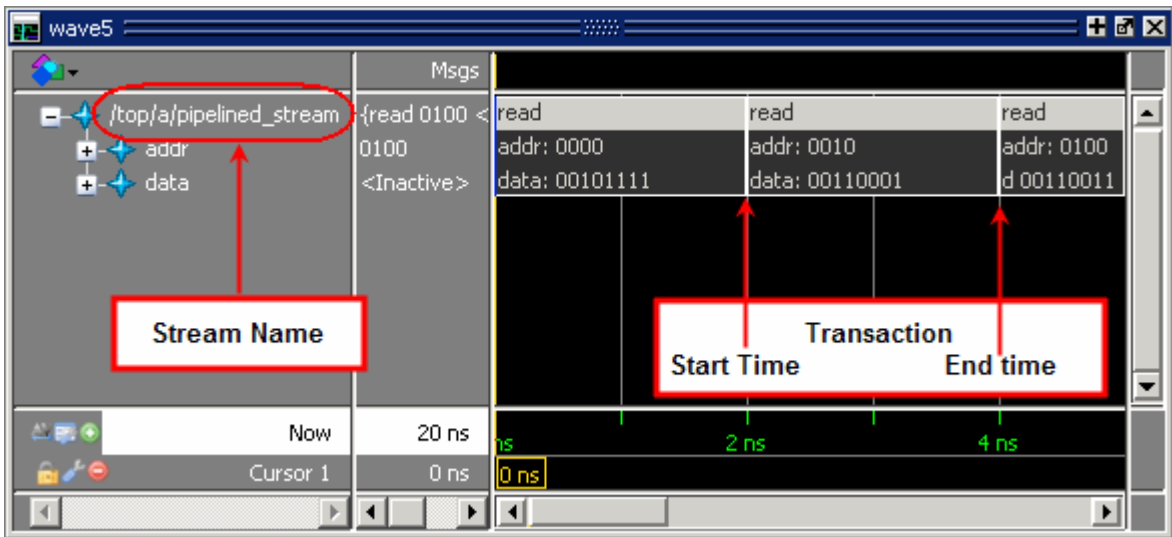 wave5
Msgs
/top/a/pipelined_stream
{read 0100 <
read
read
read
addr
0100
addr: 0000
addr: 0010
addr: 0100
data
<Inactive>
data: 00101111
data: 00110001
d 00110011
Stream Name
Transaction
Start Time
End time
Now
20 ns
ns
2 ns
4 ns
Cursor 1
0 ns
0 ns